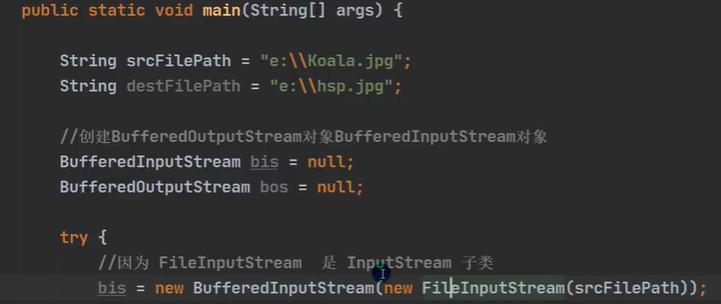 public static void main(String[] args) {
String srcFilePath = "e:\\Koala.jpg";
String destFilePath = "e:\\hsp.jpg";
//创建BufferedOutputStream对象BufferedInputStream对象
BufferedInputStream bis = null;
BufferedOutputStream bos = null;
try {
//因为 FileInputStream 是 InputStream 子类
bis = new BufferedInputStream(new FileInputStream(srcFilePath));